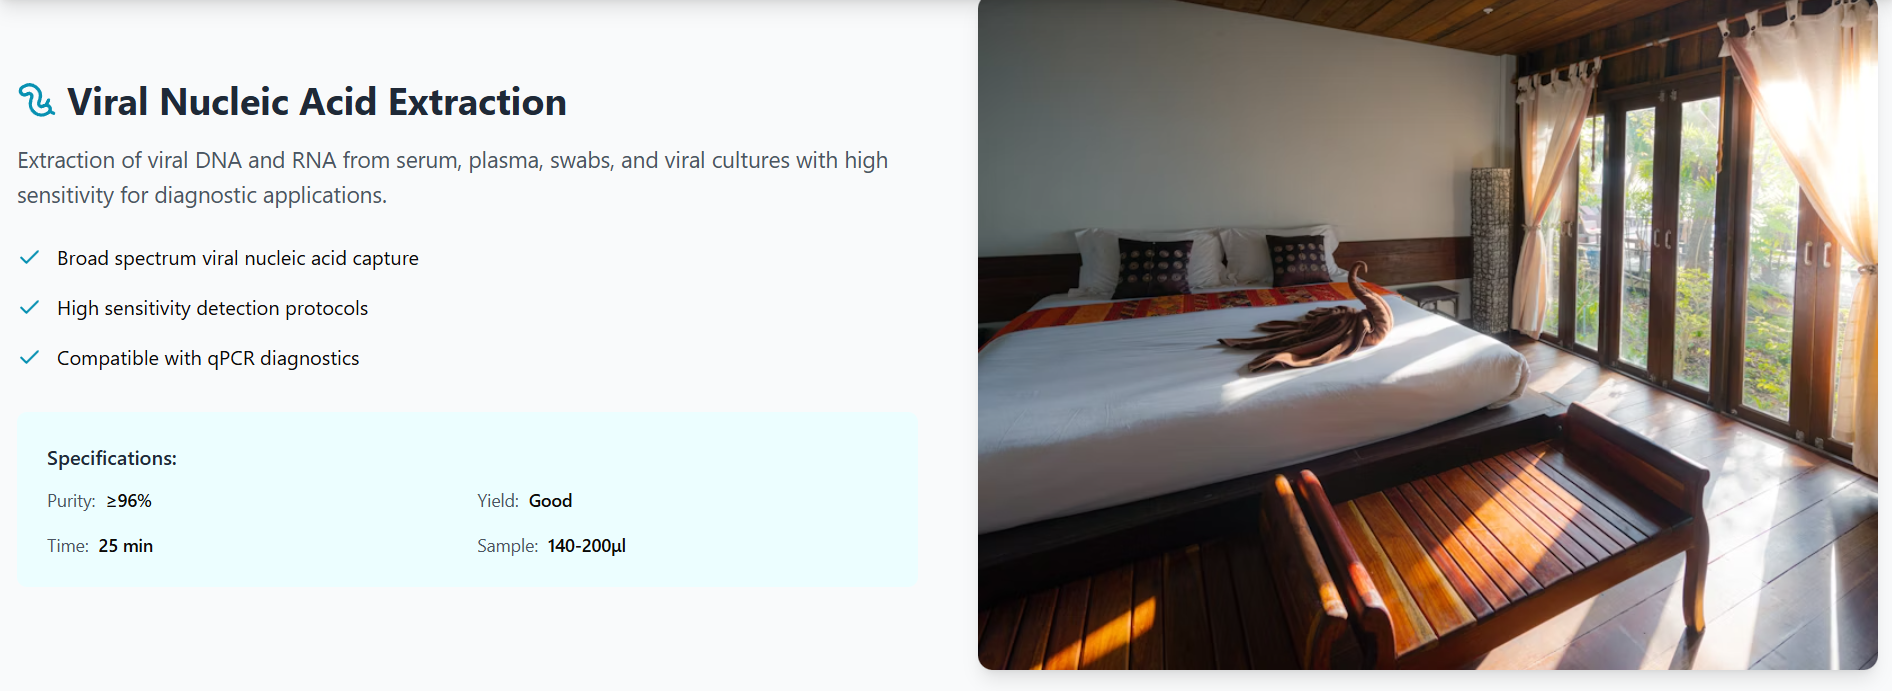 Viral Nucleic Acid Extraction
Extraction of viral DNA and RNA from serum, plasma, swabs, and viral cultures with high
sensitivity for diagnostic applications.
Broad spectrum viral nucleic acid capture
High sensitivity detection protocols
Compatible with qPCR diagnostics
Specifications:
Purity: ≥96% Yield: Good
Time: 25 min Sample: 140-200µl